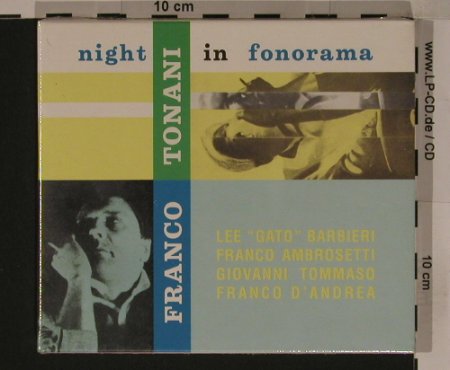 10 cm
night in fonorama
FRANCO TONANI
LEE "GATO" BARBIERI
FRANCO AMBROSETTI
GIOVANNI TOMMASO
FRANCO D'ANDREA
www.LP-CD.de / CD
10 cm